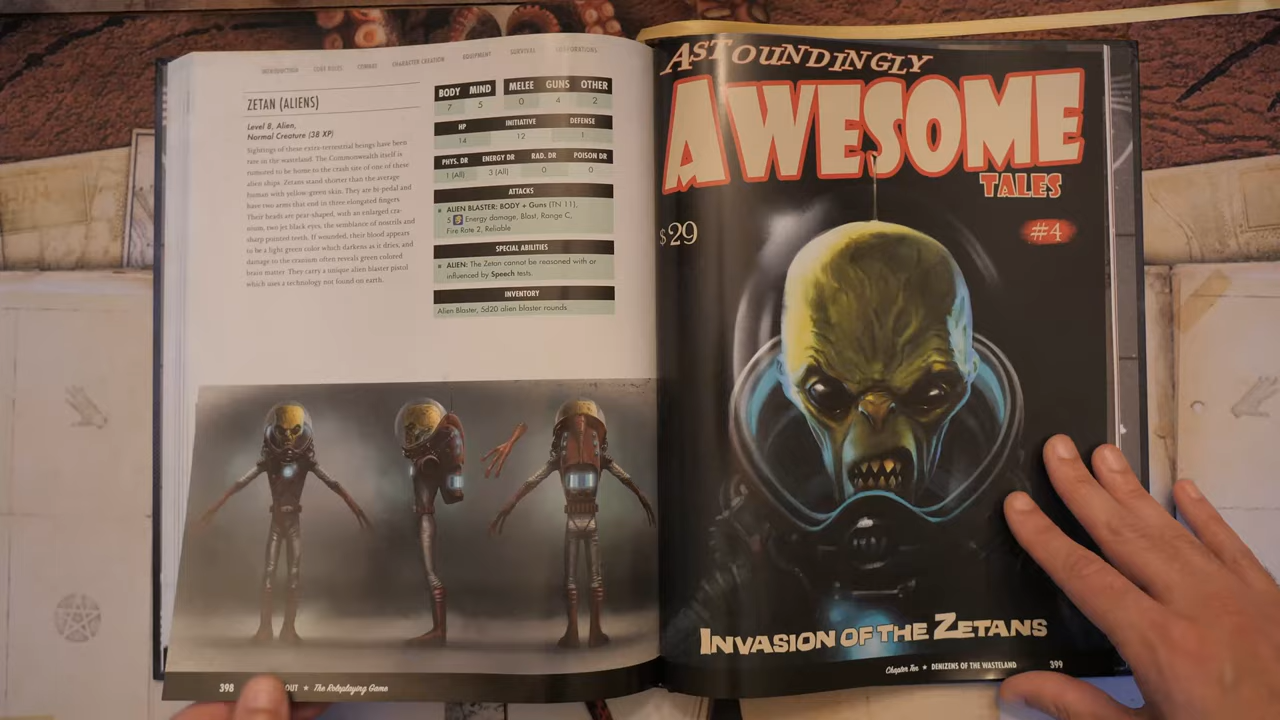 INTRODUCTION CORE RULES COMBAT CHARACTER CREATION EQUIPMENT SURVIVAL CORPORATIONS
ZETAN (ALIENS)
Level 8, Alien,
Normal Creature (38 XP)
Sightings of these extra-terrestrial beings have been
rare in the wasteland. The Commonwealth itself is
rumored to be home to the crash site of one of these
alien ships. Zetans stand shorter than the average
human with yellow-green skin. They are bi-pedal and
have two arms that end in three elongated fingers.
Their heads are pear-shaped, with an enlarged cra-
nium, two jet black eyes, the semblance of nostrils and
sharp pointed teeth. If wounded, their blood appears
to be a light green color which darkens as it dries, and
damage to the cranium often reveals green colored
brain matter. They carry a unique alien blaster pistol
which uses a technology not found on earth.
BODY MIND MELEE GUNS OTHER
7 5 0 4 2
HP INITIATIVE DEFENSE
14 12 1
PHYS. DR ENERGY DR RAD. DR POISON DR
1 (All) 3 (All) 0 0
ATTACKS
ALIEN BLASTER: BODY + Guns (TN 11),
5 Energy damage, Blast, Range C,
Fire Rate 2, Reliable
SPECIAL ABILITIES
ALIEN: The Zetan cannot be reasoned with or
influenced by Speech tests.
INVENTORY
Alien Blaster, 5d20 alien blaster rounds
398 OUT ★ The Roleplaying Game
ASTOUNDINGLY
AWESOME
TALES
$29
#4
INVASION OF THE ZETANS
Chapter Ten ★ DENIZENS OF THE WASTELAND 399